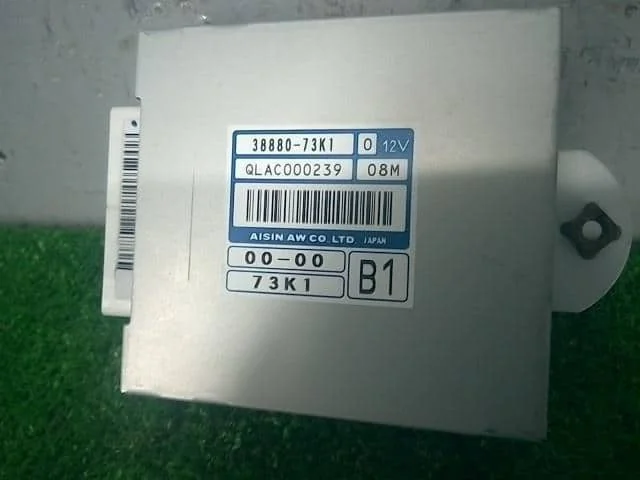 38880-73K1 0 12V
QLAC000239 08M
AISIN AW CO., LTD JAPAN
00-00
73K1 B1